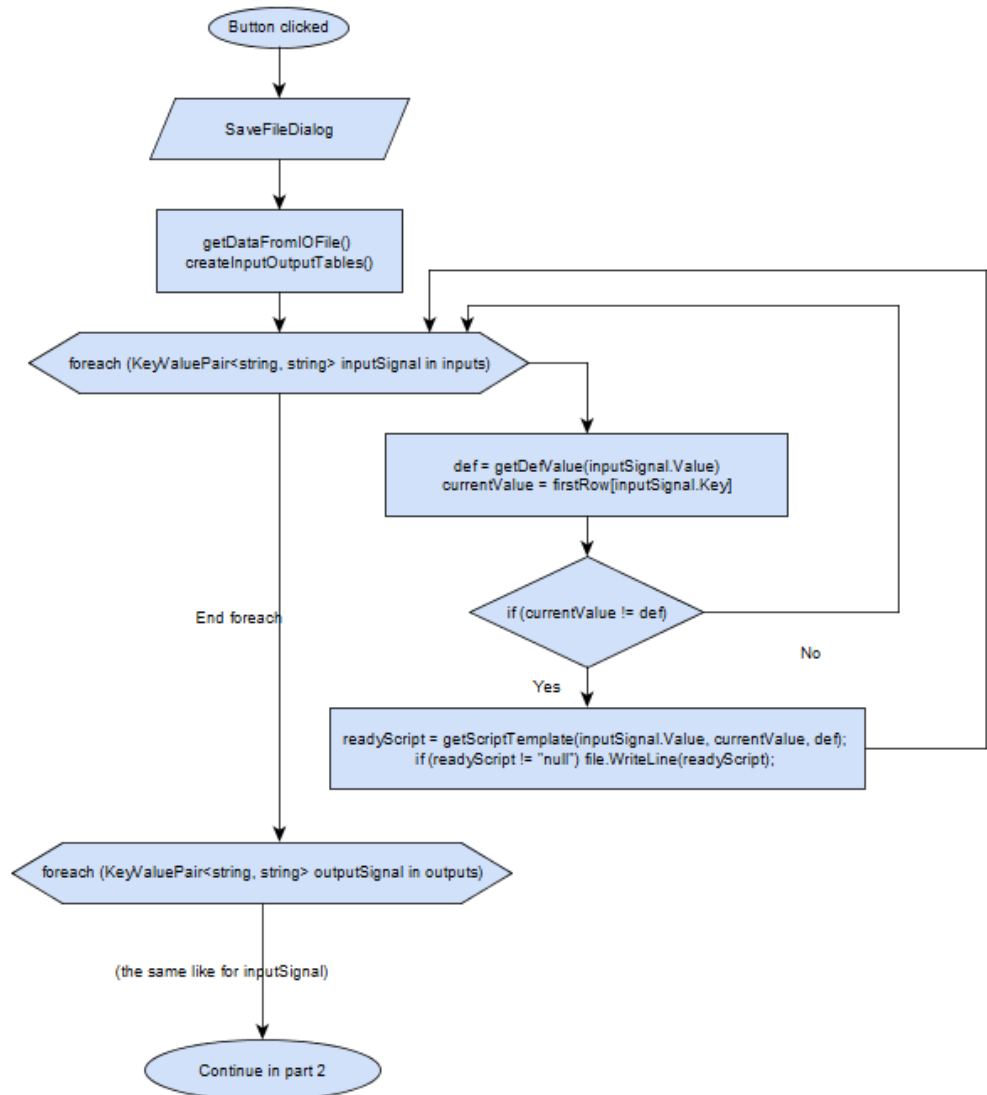 Button clicked
SaveFileDialog
getDataFromIOFile()
createInputOutputTables()
foreach (KeyValuePair<string, string> inputSignal in inputs)
def = getDefValue(inputSignal.Value)
currentValue = firstRow[inputSignal.Key]
if (currentValue != def)
End foreach
No
Yes
readyScript = getScriptTemplate(inputSignal.Value, currentValue, def);
if (readyScript != "null") file.WriteLine(readyScript);
foreach (KeyValuePair<string, string> outputSignal in outputs)
(the same like for inputSignal)
Continue in part 2